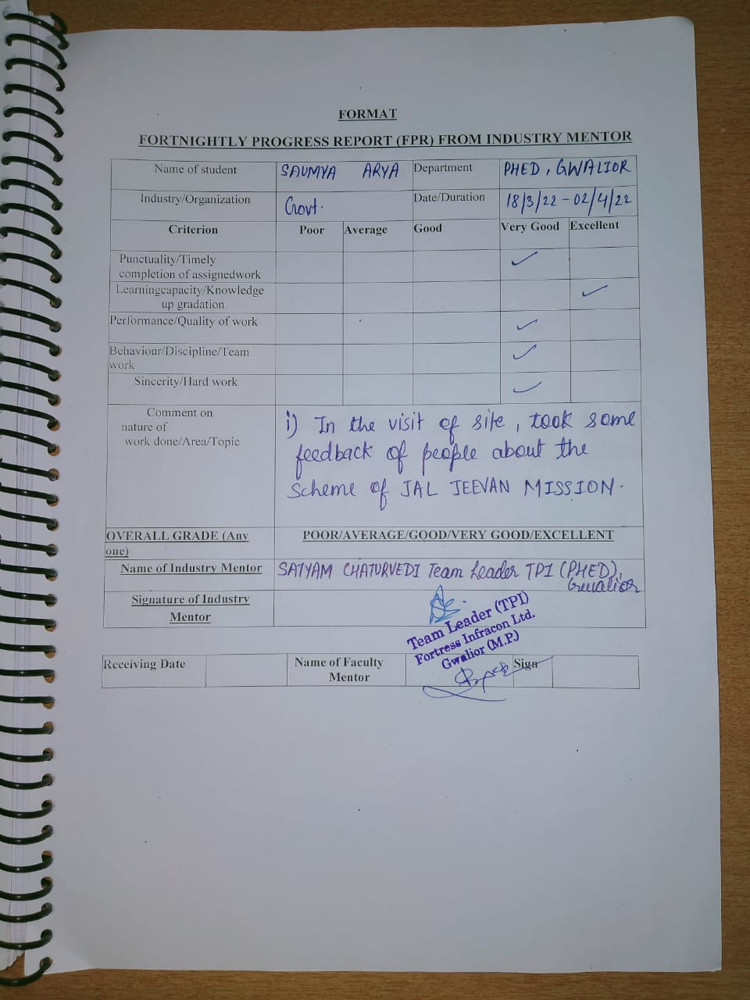 FORMAT
FORTNIGHTLY PROGRESS REPORT (FPR) FROM INDUSTRY MENTOR
Name of student SAUMYA ARYA Department PHED, GWALIOR
Industry/Organization Govt. Date/Duration 18/3/22 - 02/4/22
Criterion Poor Average Good Very Good Excellent
Punctuality/Timely
completion of assignedwork ✓
Learningcapacity/Knowledge
up gradation ✓
Performance/Quality of work ✓
Behaviour/Discipline/Team
work ✓
Sincerity/Hard work ✓
Comment on
nature of
work done/Area/Topic
i) In the visit of site, took some
feedback of people about the
scheme of JAL JEEVAN MISSION.
OVERALL GRADE (Any
one)
POOR/AVERAGE/GOOD/VERY GOOD/EXCELLENT
Name of Industry Mentor SATYAM CHATURVEDI Team Leader TPI (PHED),
Gwalior
Signature of Industry
Mentor
Team Leader (TPI)
Fortress Infracon Ltd.
Gwalior (M.P.)
Receiving Date Name of Faculty
Mentor
Sign